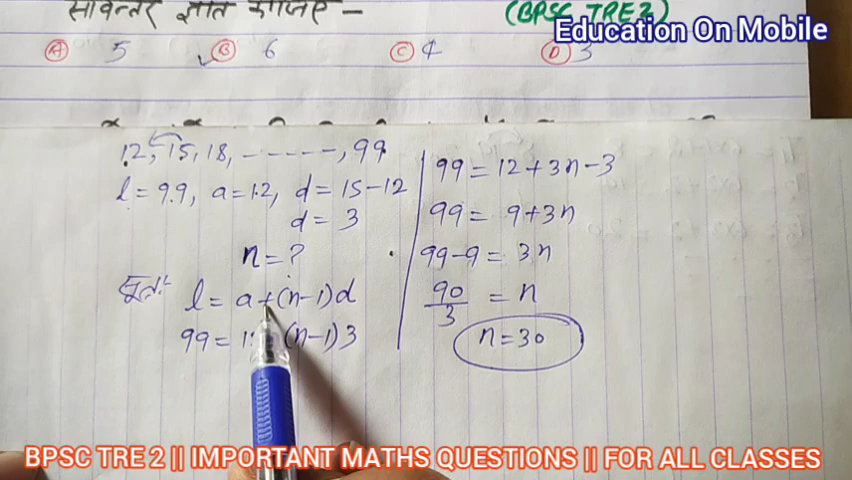 सार्वन्तर ज्ञात कीजिए –
(BPSC TRE 2)
Education On Mobile
(A) 5 (B) 6 (C) 4 (D) 3
12, 15, 18, ------, 99
l = 99, a = 12, d = 15-12
d = 3
n = ?
सूत्र:-
l = a+(n-1)d
99 = 1 (n-1)3
99 = 12+3n-3
99 = 9+3n
99-9 = 3n
90/3 = n
n = 30
BPSC TRE 2 || IMPORTANT MATHS QUESTIONS || FOR ALL CLASSES